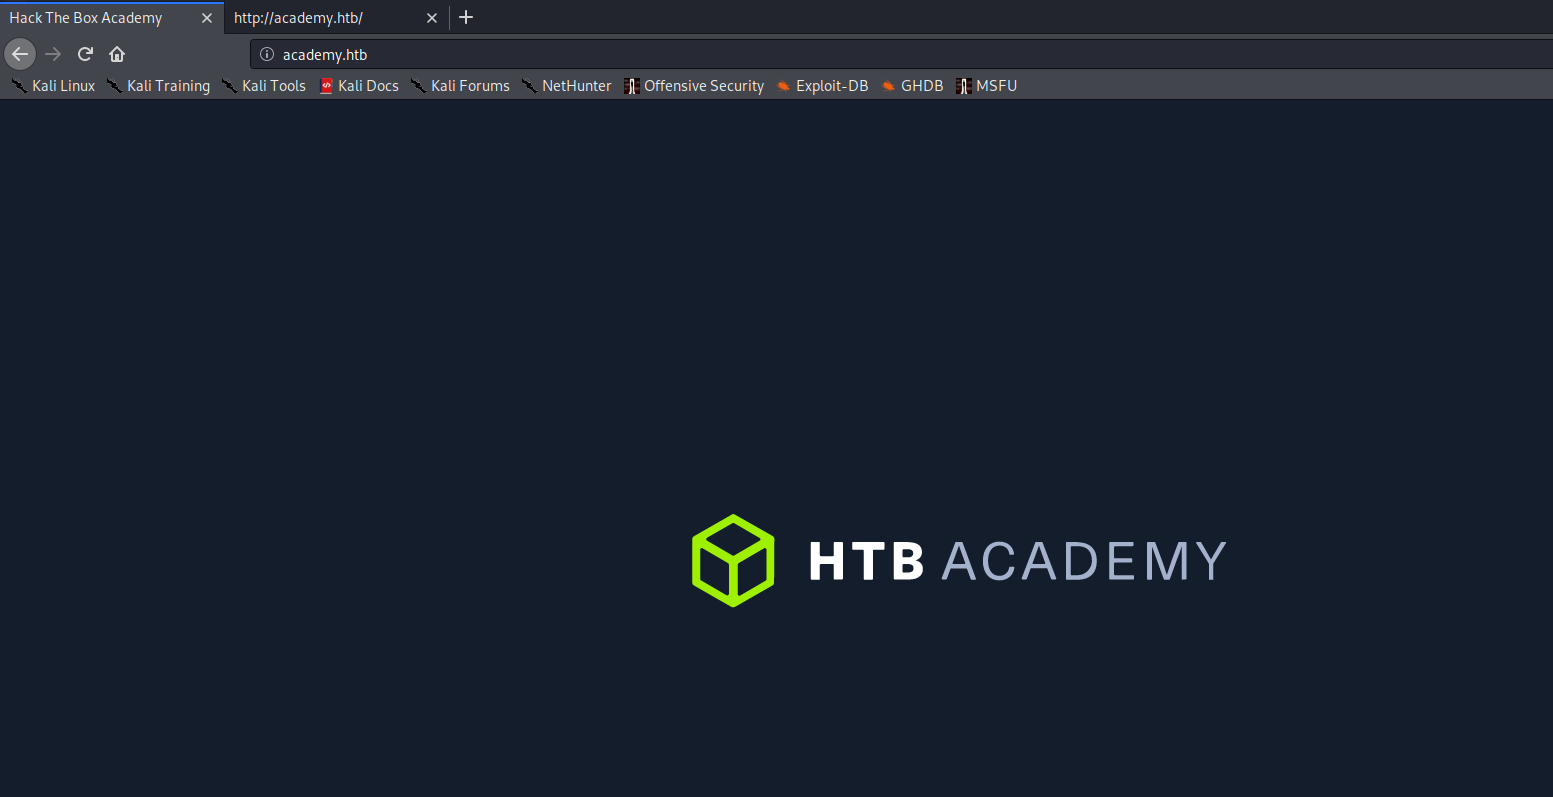 Hack The Box Academy http://academy.htb/
academy.htb
Kali Linux Kali Training Kali Tools Kali Docs Kali Forums NetHunter Offensive Security Exploit-DB GHDB MSFU
HTB ACADEMY